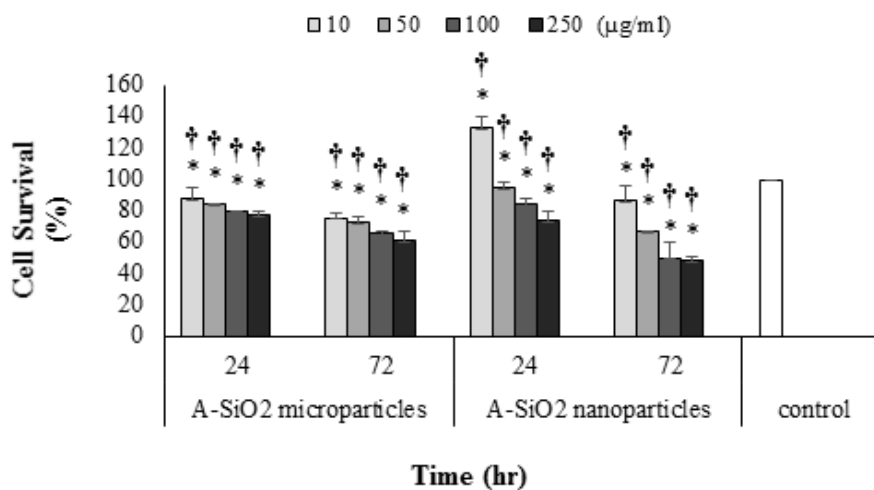 10 50 100 250 (µg/ml)
Cell Survival
(%)
160
140
120
100
80
60
40
20
0
† † † † † † † † † † † † † † † †
* * * * * * * * * * * * * * * *
24 72 24 72
A-SiO2 microparticles A-SiO2 nanoparticles control
Time (hr)